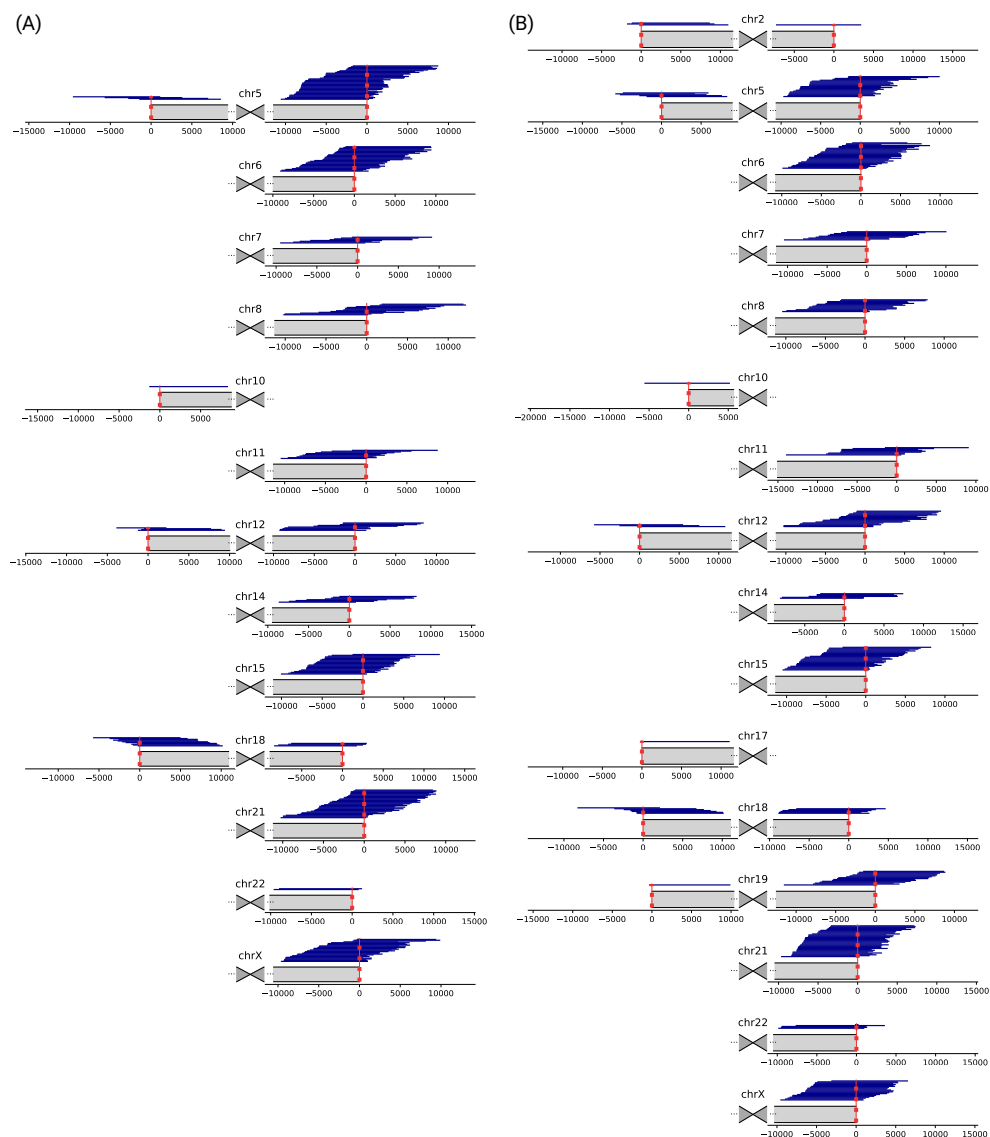 (A)
chr5
−15000 −10000 −5000 0 5000 10000 −10000 −5000 0 5000 10000
chr6
−10000 −5000 0 5000 10000
chr7
−10000 −5000 0 5000 10000
chr8
−10000 −5000 0 5000 10000
chr10
−15000 −10000 −5000 0 5000
chr11
−10000 −5000 0 5000 10000
chr12
−15000 −10000 −5000 0 5000 10000 −10000 −5000 0 5000 10000
chr14
−10000 −5000 0 5000 10000 15000
chr15
−10000 −5000 0 5000 10000
chr18
−10000 −5000 0 5000 10000 −5000 0 5000 10000 15000
chr21
−10000 −5000 0 5000 10000
chr22
−10000 −5000 0 5000 10000 15000
chrX
−10000 −5000 0 5000 10000
(B)
chr2
−10000 −5000 0 5000 10000 −5000 0 5000 10000 15000
chr5
−15000 −10000 −5000 0 5000 −10000 −5000 0 5000 10000
chr6
−10000 −5000 0 5000 10000
chr7
−10000 −5000 0 5000 10000
chr8
−10000 −5000 0 5000 10000
chr10
−20000 −15000 −10000 −5000 0 5000
chr11
−15000 −10000 −5000 0 5000 10000
chr12
−10000 −5000 0 5000 10000 −10000 −5000 0 5000 10000
chr14
−5000 0 5000 10000 15000
chr15
−10000 −5000 0 5000 10000
chr17
−10000 −5000 0 5000 10000
chr18
−10000 −5000 0 5000 10000 −5000 0 5000 10000 15000
chr19
−15000 −10000 −5000 0 5000 10000 −10000 −5000 0 5000 10000
chr21
−10000 −5000 0 5000 10000 15000
chr22
−10000 −5000 0 5000 10000 15000
chrX
−10000 −5000 0 5000 10000 15000